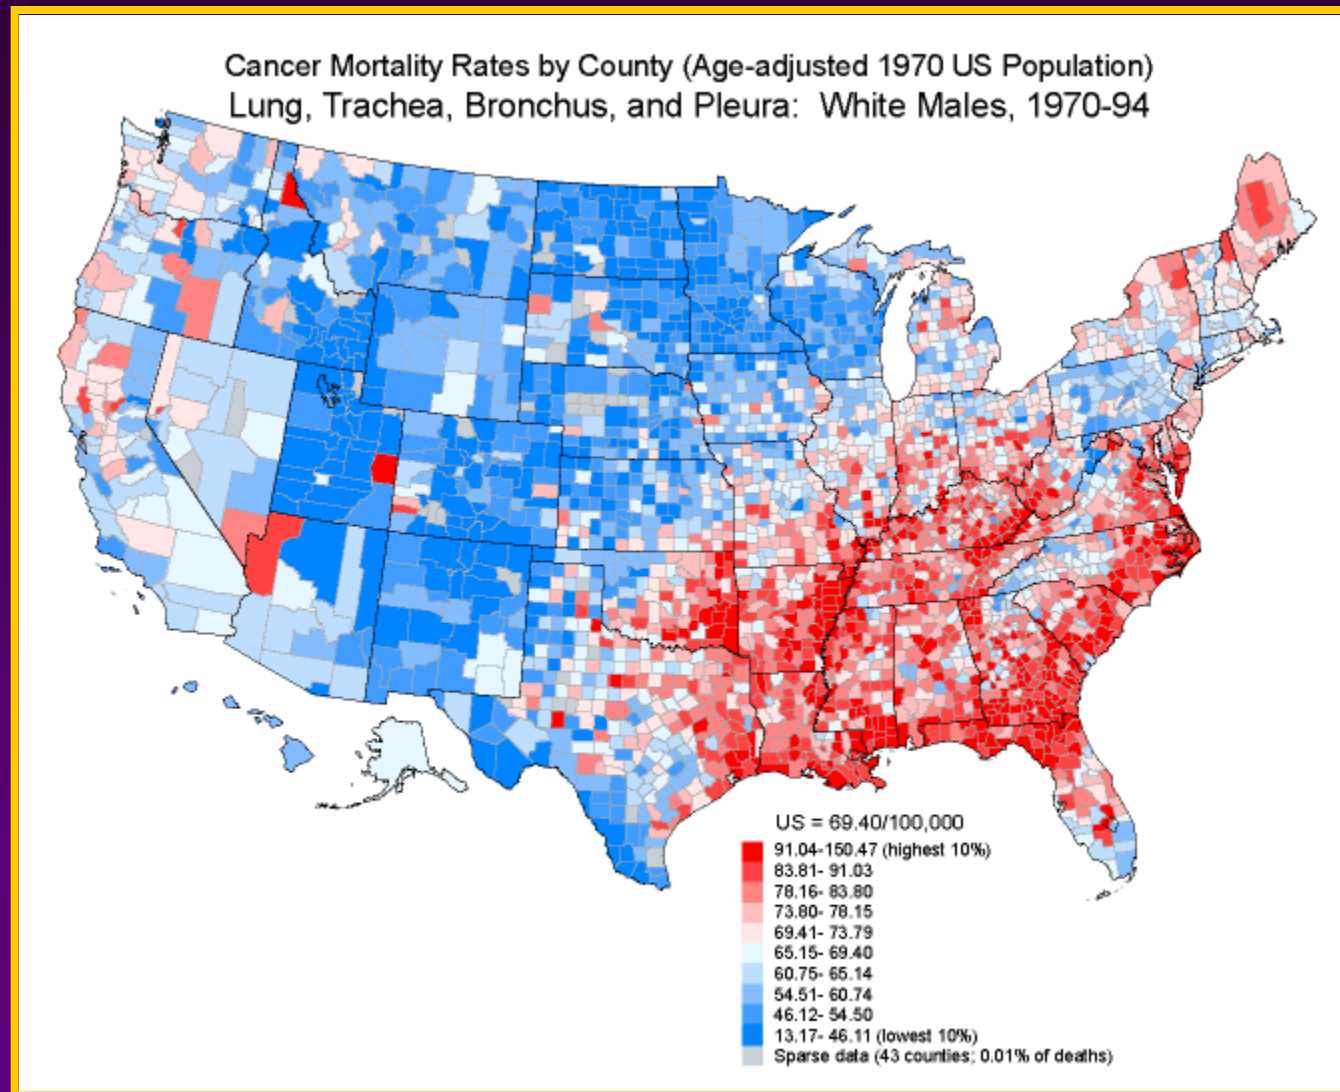 Cancer Mortality Rates by County (Age-adjusted 1970 US Population)
Lung, Trachea, Bronchus, and Pleura: White Males, 1970-94
US = 69.40/100,000
91.04-150.47 (highest 10%)
83.81- 91.03
78.16- 83.80
73.80- 78.15
69.41- 73.79
65.15- 69.40
60.75- 65.14
54.51- 60.74
46.12- 54.50
13.17- 46.11 (lowest 10%)
Sparse data (43 counties; 0.01% of deaths)